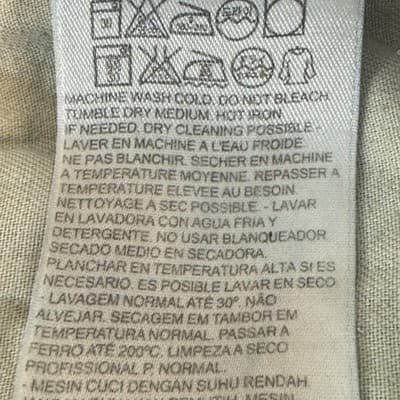 30
MACHINE WASH COLD. DO NOT BLEACH.
TUMBLE DRY MEDIUM. HOT IRON
IF NEEDED. DRY CLEANING POSSIBLE -
LAVER EN MACHINE A L'EAU FROIDE
NE PAS BLANCHIR. SECHER EN MACHINE
A TEMPERATURE MOYENNE. REPASSER A
TEMPERATURE ELEVEE AU BESOIN.
NETTOYAGE A SEC POSSIBLE - LAVAR
EN LAVADORA CON AGUA FRIA Y
DETERGENTE. NO USAR BLANQUEADOR
SECADO MEDIO EN SECADORA.
PLANCHAR EN TEMPERATURA ALTA SI ES
NECESARIO. ES POSIBLE LAVAR EN SECO
- LAVAGEM NORMAL ATÉ 30º. NÃO
ALVEJAR. SECAGEM EM TAMBOR EM
TEMPERATURA NORMAL. PASSAR A
FERRO ATÉ 200ºC. LIMPEZA A SECO
PROFISSIONAL P. NORMAL.
- MESIN CUCI DENGAN SUHU RENDAH